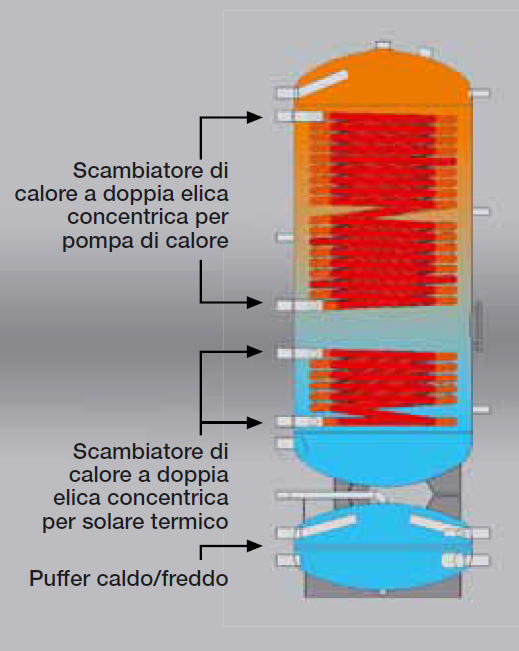 Scambiatore di
calore a doppia elica
concentrica per
pompa di calore
Scambiatore di
calore a doppia
elica concentrica
per solare termico
Puffer caldo/freddo